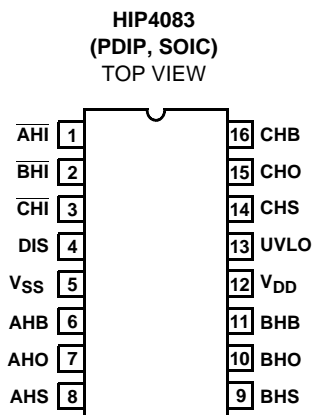 HIP4083
(PDIP, SOIC)
TOP VIEW
AHI 1 16 CHB
BHI 2 15 CHO
CHI 3 14 CHS
DIS 4 13 UVLO
VSS 5 12 VDD
AHB 6 11 BHB
AHO 7 10 BHO
AHS 8 9 BHS